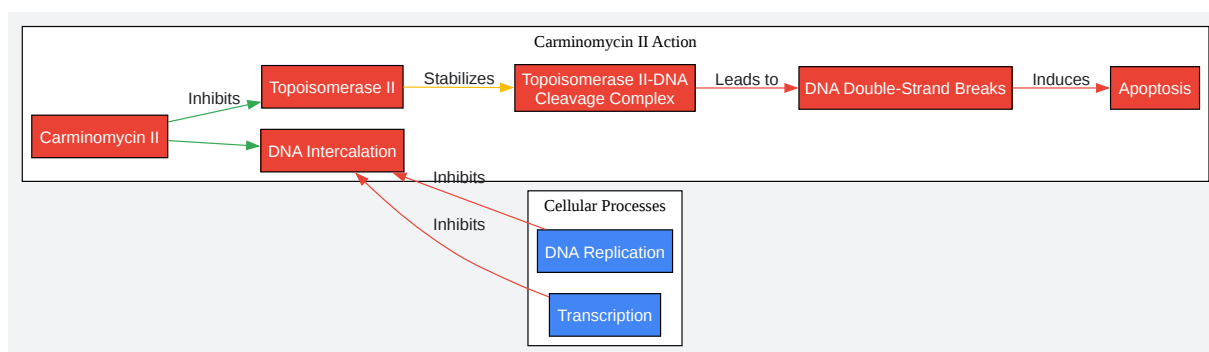 Carminomycin II Action
Carminomycin II
Inhibits
Topoisomerase II
Stabilizes
Topoisomerase II-DNA
Cleavage Complex
Leads to
DNA Double-Strand Breaks
Induces
Apoptosis
DNA Intercalation
Inhibits
Inhibits
Cellular Processes
DNA Replication
Transcription